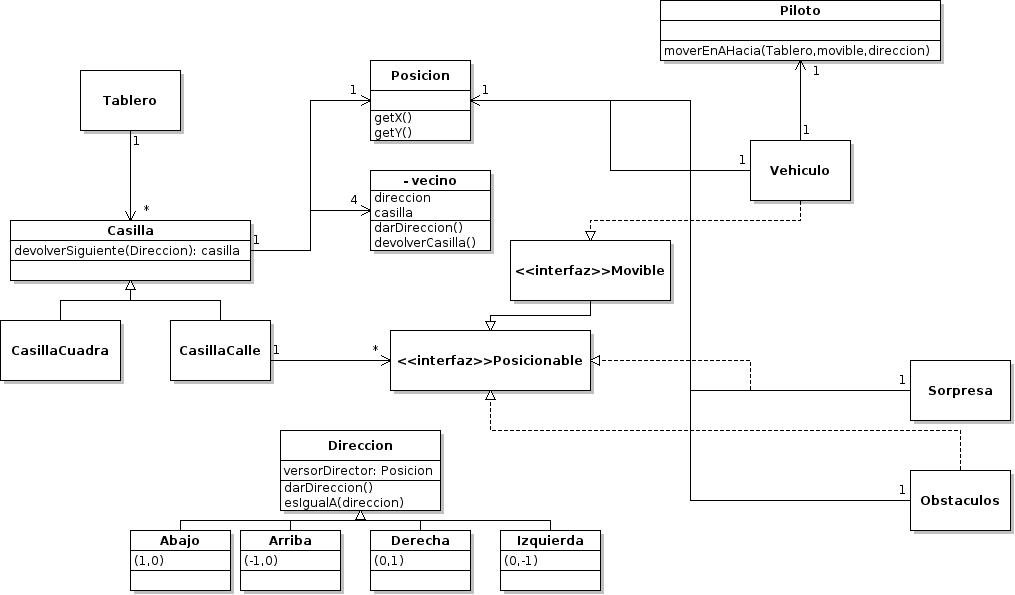 Piloto
moverEnAHacia(Tablero,movible,direccion)
1
1
Vehiculo
1
Tablero
1
*
Posicion
getX()
getY()
1
1
- vecino
direccion
casilla
darDireccion()
devolverCasilla()
4
Casilla
devolverSiguiente(Direccion): casilla
1
<<interfaz>>Movible
CasillaCuadra
CasillaCalle
1
*
<<interfaz>>Posicionable
1
Sorpresa
1
Obstaculos
Direccion
versorDirector: Posicion
darDireccion()
esIgualA(direccion)
Abajo
(1,0)
Arriba
(-1,0)
Derecha
(0,1)
Izquierda
(0,-1)